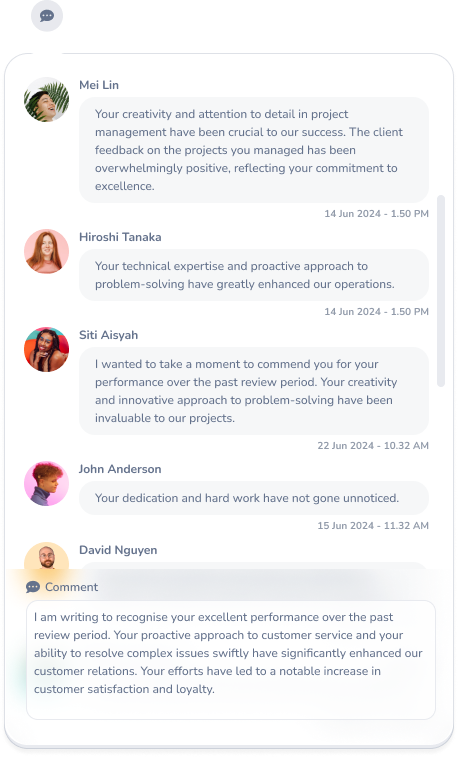 Mei Lin
Your creativity and attention to detail in project
management have been crucial to our success. The client
feedback on the projects you managed has been
overwhelmingly positive, reflecting your commitment to
excellence.
14 Jun 2024 - 1.50 PM
Hiroshi Tanaka
Your technical expertise and proactive approach to
problem-solving have greatly enhanced our operations.
14 Jun 2024 - 1.50 PM
Siti Aisyah
I wanted to take a moment to commend you for your
performance over the past review period. Your creativity
and innovative approach to problem-solving have been
invaluable to our projects.
22 Jun 2024 - 10.32 AM
John Anderson
Your dedication and hard work have not gone unnoticed.
15 Jun 2024 - 11.32 AM
David Nguyen
Comment
I am writing to recognise your excellent performance over the past
review period. Your proactive approach to customer service and your
ability to resolve complex issues swiftly have significantly enhanced our
customer relations. Your efforts have led to a notable increase in
customer satisfaction and loyalty.